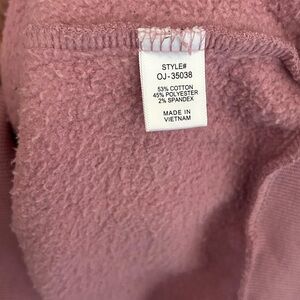 STYLE#
OJ-35038
53% COTTON
45% POLYESTER
2% SPANDEX
MADE IN
VIETNAM